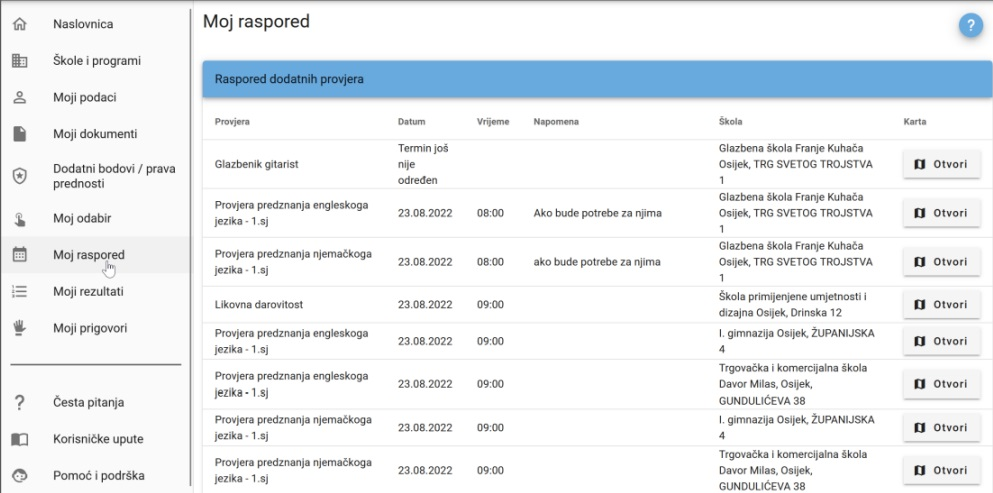 Naslovnica
Škole i programi
Moji podaci
Moji dokumenti
Dodatni bodovi / prava
prednosti
Moj odabir
Moj raspored
Moji rezultati
Moji prigovori
Česta pitanja
Korisničke upute
Pomoć i podrška
Moj raspored
?
Raspored dodatnih provjera
Provjera Datum Vrijeme Napomena Škola Karta
Glazbenik gitarist
Termin još
nije
određen
Glazbena škola Franje Kuhača
Osijek, TRG SVETOG TROJSTVA
1
Otvori
Provjera predznanja engleskoga
jezika - 1.sj
23.08.2022
08:00
Ako bude potrebe za njima
Glazbena škola Franje Kuhača
Osijek, TRG SVETOG TROJSTVA
1
Otvori
Provjera predznanja njemačkoga
jezika - 1.sj
23.08.2022
08:00
ako bude potrebe za njima
Glazbena škola Franje Kuhača
Osijek, TRG SVETOG TROJSTVA
1
Otvori
Likovna darovitost
23.08.2022
09:00
Škola primijenjene umjetnosti i
dizajna Osijek, Drinska 12
Otvori
Provjera predznanja engleskoga
jezika - 1.sj
23.08.2022
09:00
I. gimnazija Osijek, ŽUPANIJSKA
4
Otvori
Provjera predznanja engleskoga
jezika - 1.sj
23.08.2022
09:00
Trgovačka i komercijalna škola
Davor Milas, Osijek,
GUNDULIĆEVA 38
Otvori
Provjera predznanja njemačkoga
jezika - 1.sj
23.08.2022
09:00
I. gimnazija Osijek, ŽUPANIJSKA
4
Otvori
Provjera predznanja njemačkoga
jezika - 1.sj
23.08.2022
09:00
Trgovačka i komercijalna škola
Davor Milas, Osijek,
GUNDULIĆEVA 38
Otvori